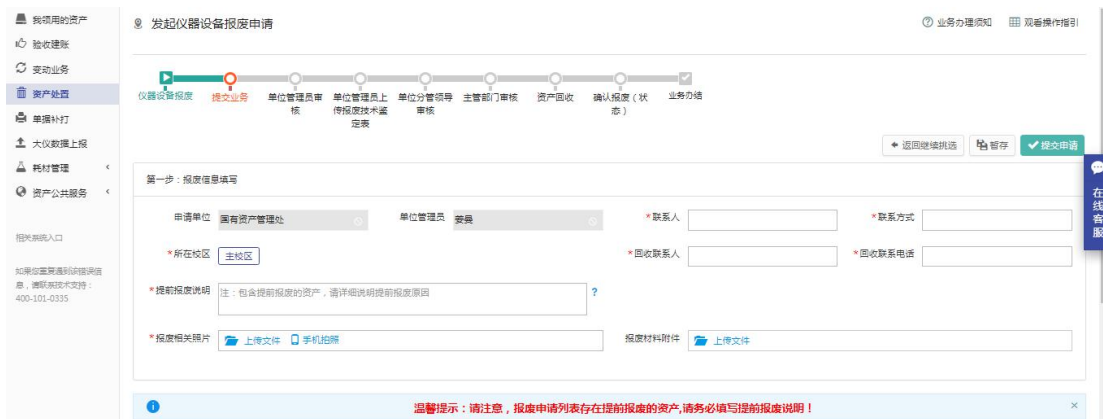 我领用的资产
验收建账
变动业务
资产处置
单据补打
大仪数据上报
耗材管理
资产公共服务
相关系统入口
如果您重复遇到该错误信
息，请联系技术支持：
400-101-0335
发起仪器设备报废申请
业务办理须知
观看操作指引
仪器设备报废
提交业务
单位管理员审
核
单位管理员上
传报废技术鉴
定表
单位分管领导
审核
主管部门审核
资产回收
确认报废（状
态）
业务办结
返回继续挑选
暂存
提交申请
第一步：报废信息填写
申请单位 国有资产管理处
单位管理员 姜曼
*联系人
*联系方式
*所在校区 主校区
*回收联系人
*回收联系电话
*提前报废说明 注：包含提前报废的资产，请详细说明提前报废原因 ?
*报废相关照片 上传文件 手机拍照
报废材料附件 上传文件
温馨提示：请注意，报废申请列表存在提前报废的资产,请务必填写提前报废说明！
在线客服